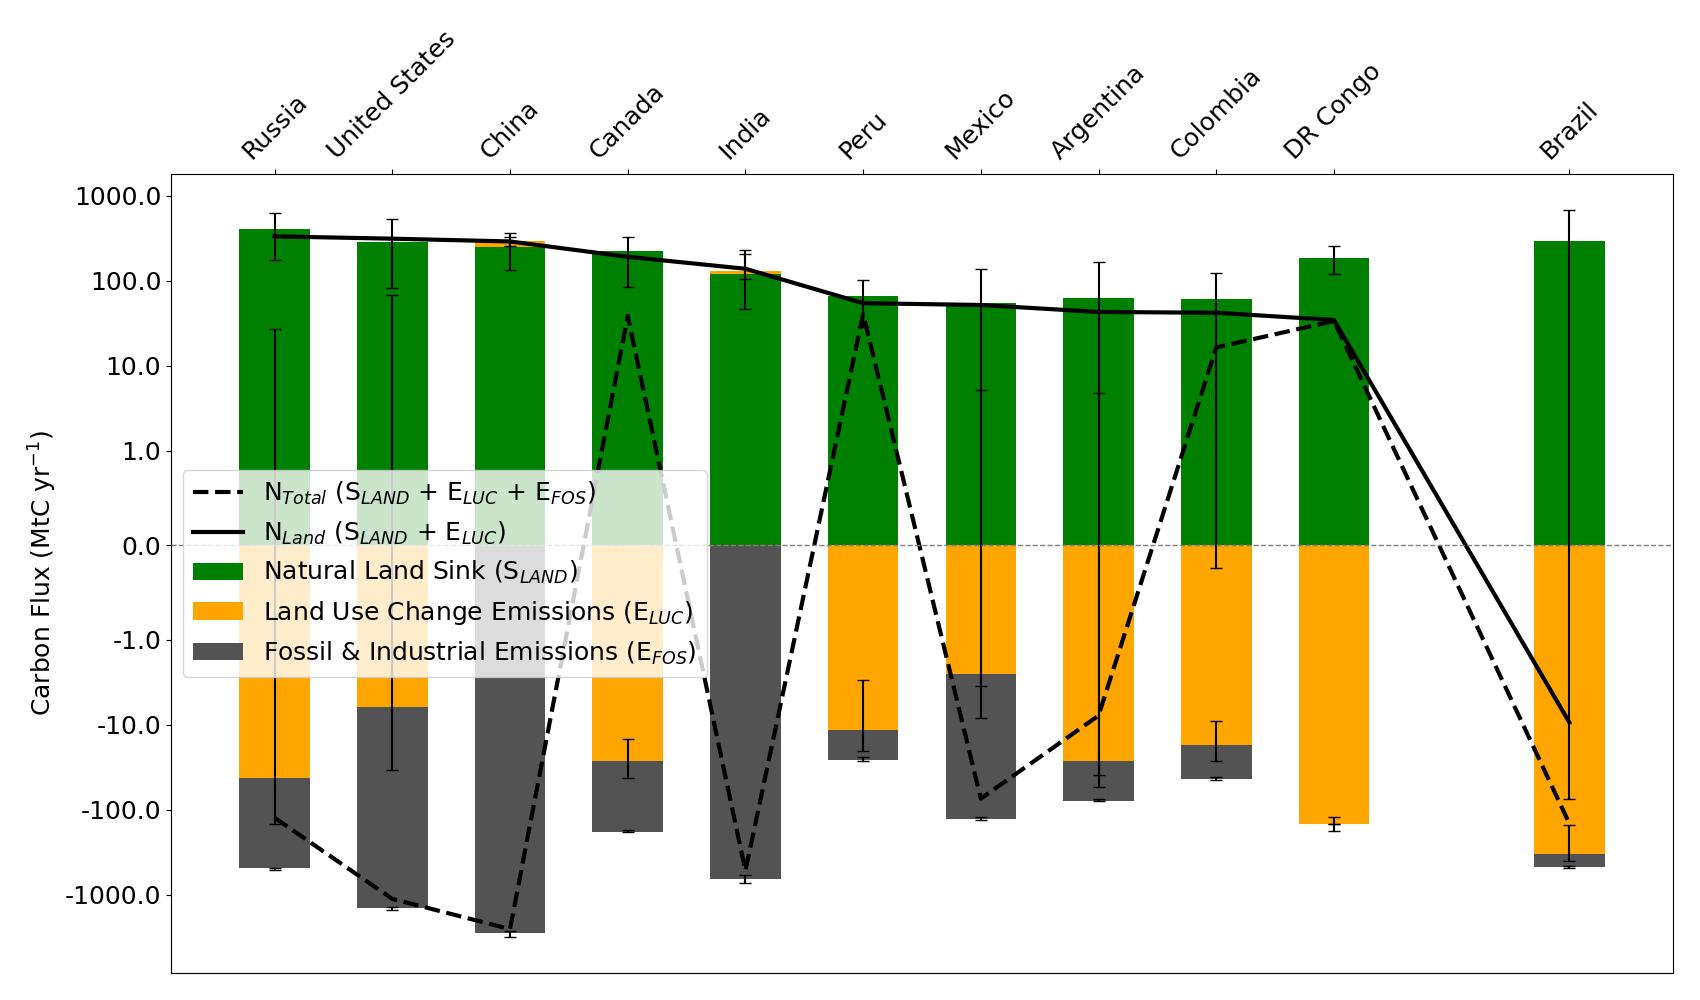 Russia
United States
China
Canada
India
Peru
Mexico
Argentina
Colombia
DR Congo
Brazil
Carbon Flux (MtC yr⁻¹)
1000.0
100.0
10.0
1.0
0.0
-1.0
-10.0
-100.0
-1000.0
N_Total (S_LAND + E_LUC + E_FOS)
N_Land (S_LAND + E_LUC)
Natural Land Sink (S_LAND)
Land Use Change Emissions (E_LUC)
Fossil & Industrial Emissions (E_FOS)